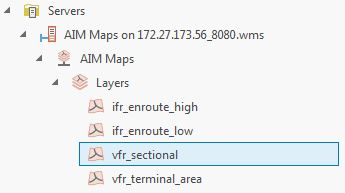 Servers
AIM Maps on 172.27.173.56_8080.wms
AIM Maps
Layers
ifr_enroute_high
ifr_enroute_low
vfr_sectional
vfr_terminal_area